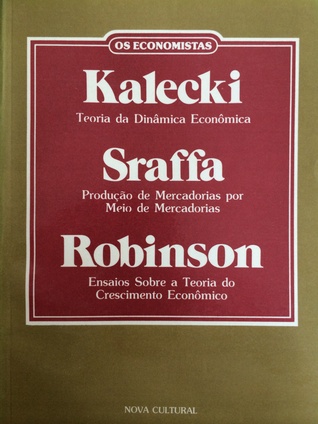 OS ECONOMISTAS
Kalecki
Teoria da Dinâmica Econômica
Sraffa
Produção de Mercadorias por
Meio de Mercadorias
Robinson
Ensaios Sobre a Teoria do
Crescimento Econômico
NOVA CULTURAL